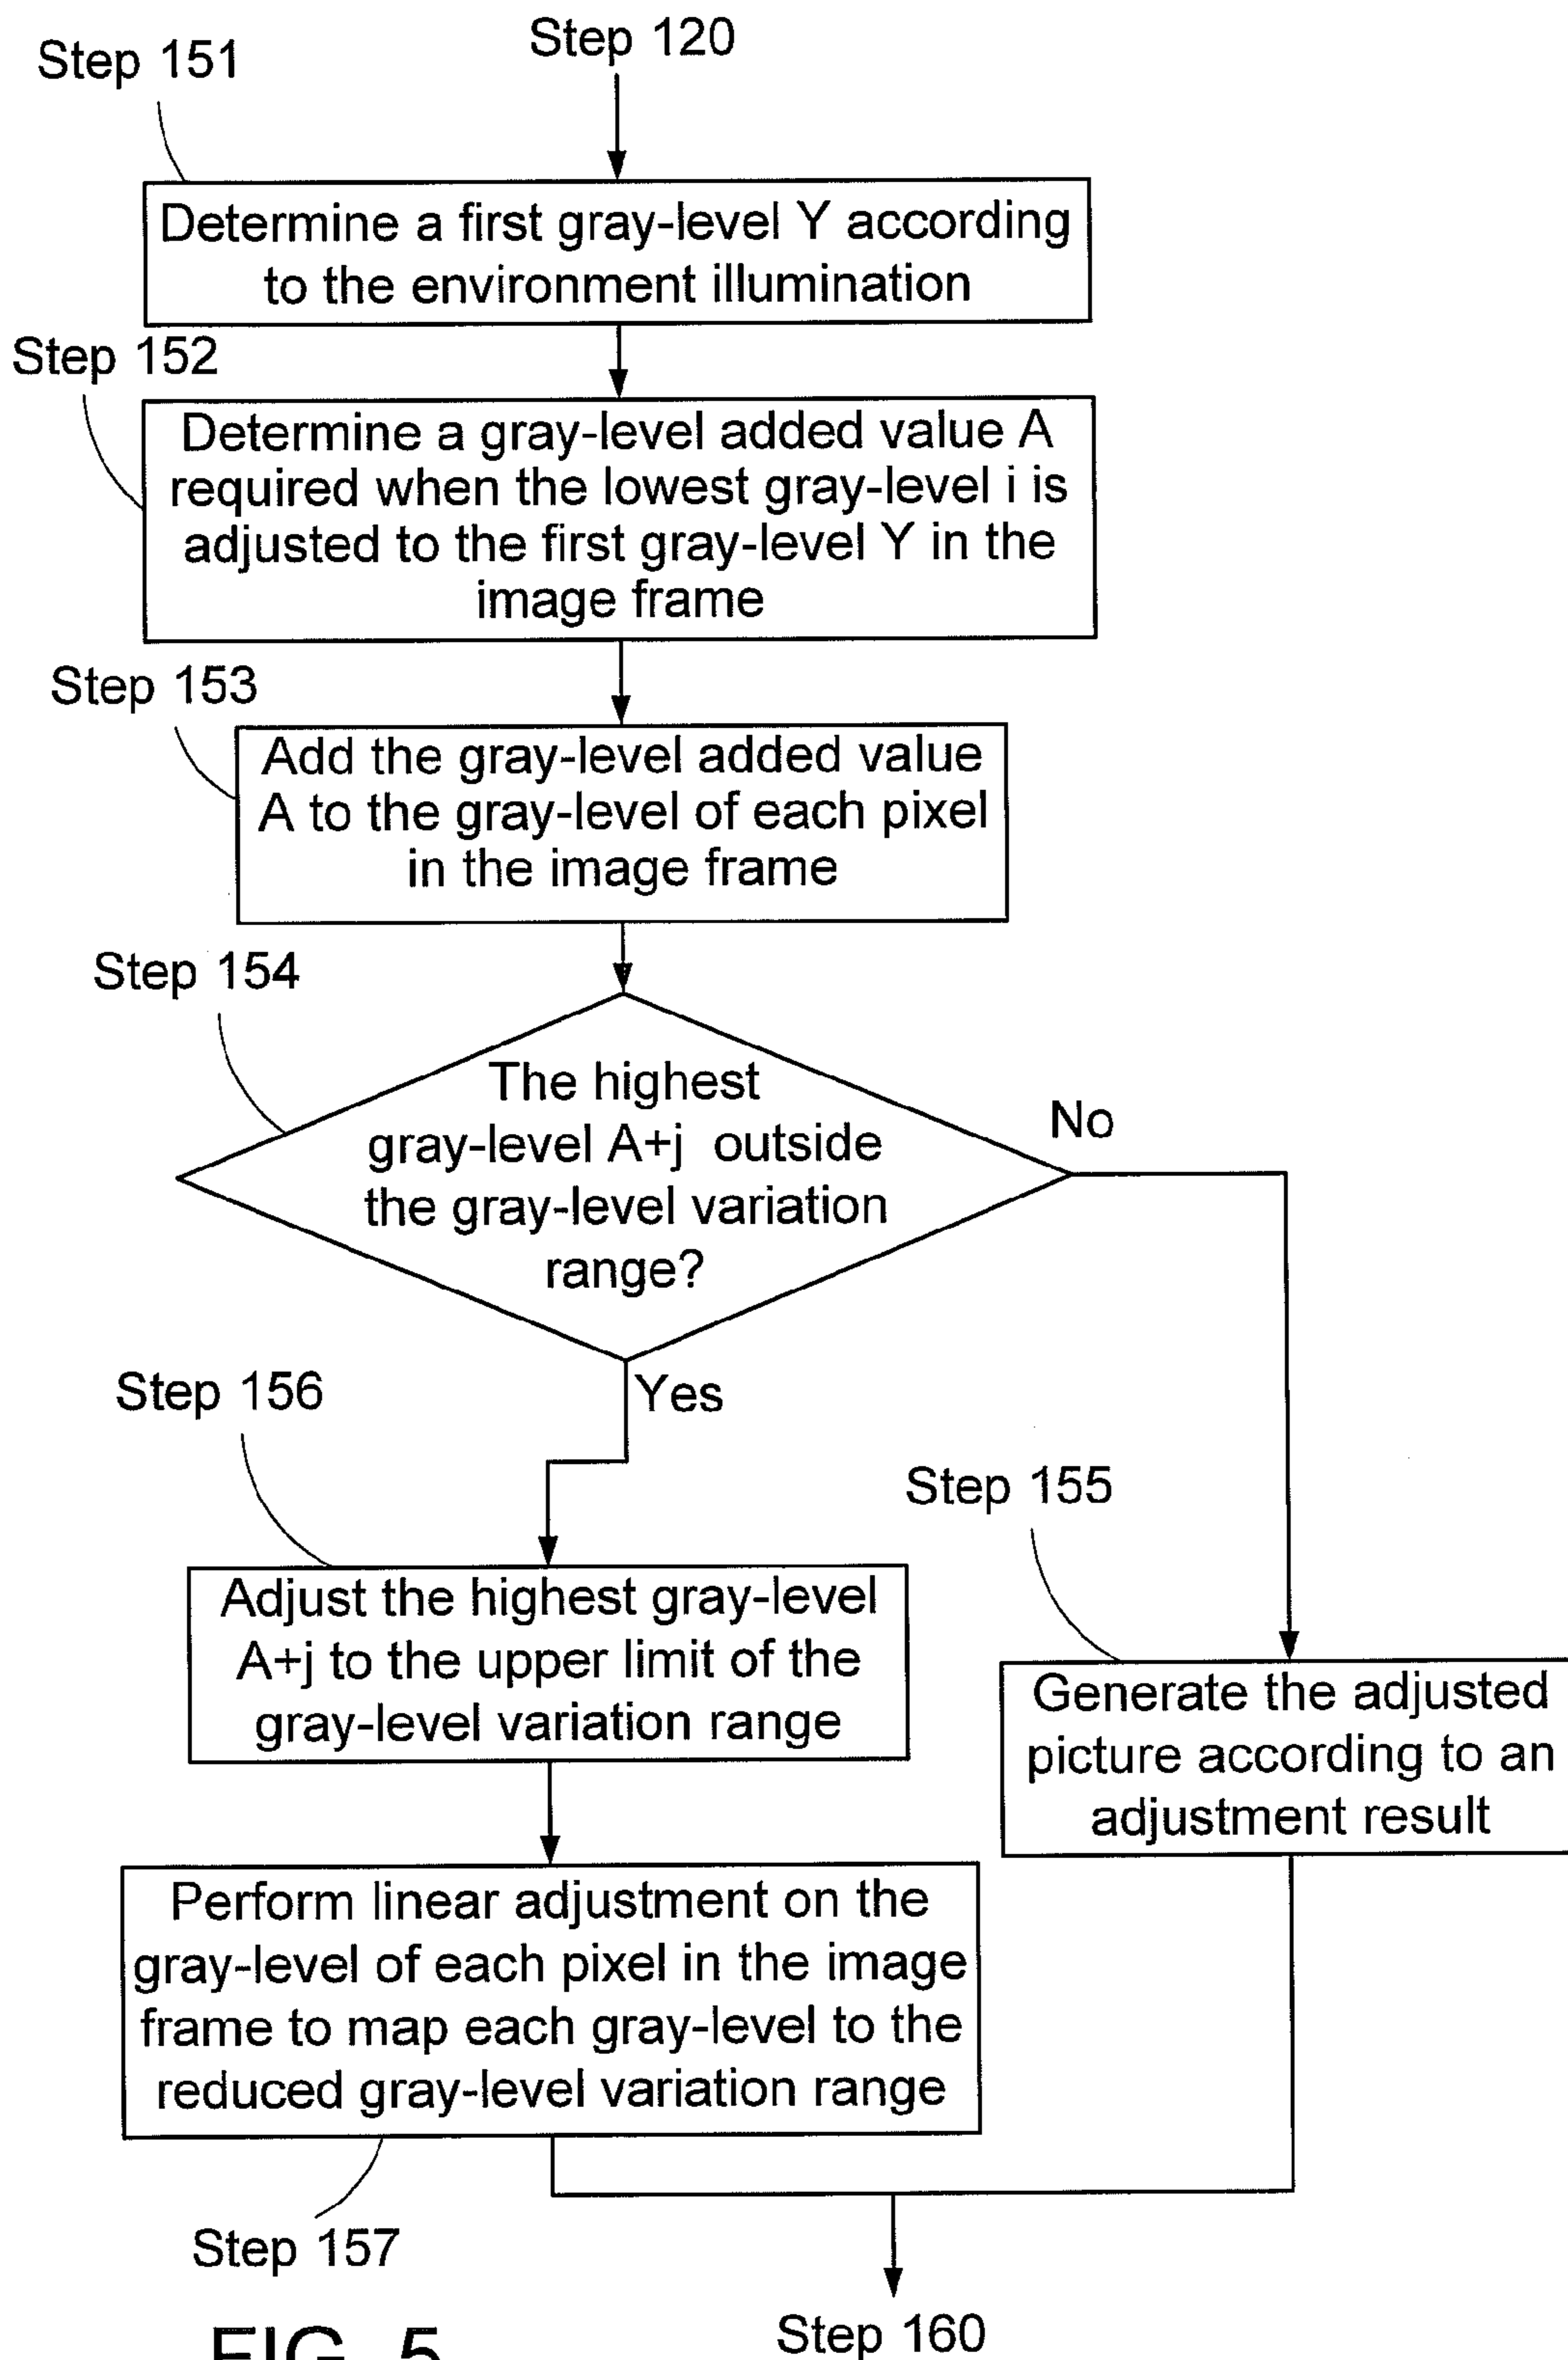 Step 120
Step 151
Determine a first gray-level Y according
to the environment illumination
Step 152
Determine a gray-level added value A
required when the lowest gray-level i is
adjusted to the first gray-level Y in the
image frame
Step 153
Add the gray-level added value
A to the gray-level of each pixel
in the image frame
Step 154
The highest
gray-level A+j outside
the gray-level variation
range?
No
Yes
Step 156
Adjust the highest gray-level
A+j to the upper limit of the
gray-level variation range
Step 155
Generate the adjusted
picture according to an
adjustment result
Perform linear adjustment on the
gray-level of each pixel in the image
frame to map each gray-level to the
reduced gray-level variation range
Step 157
Step 160
FIG. 5